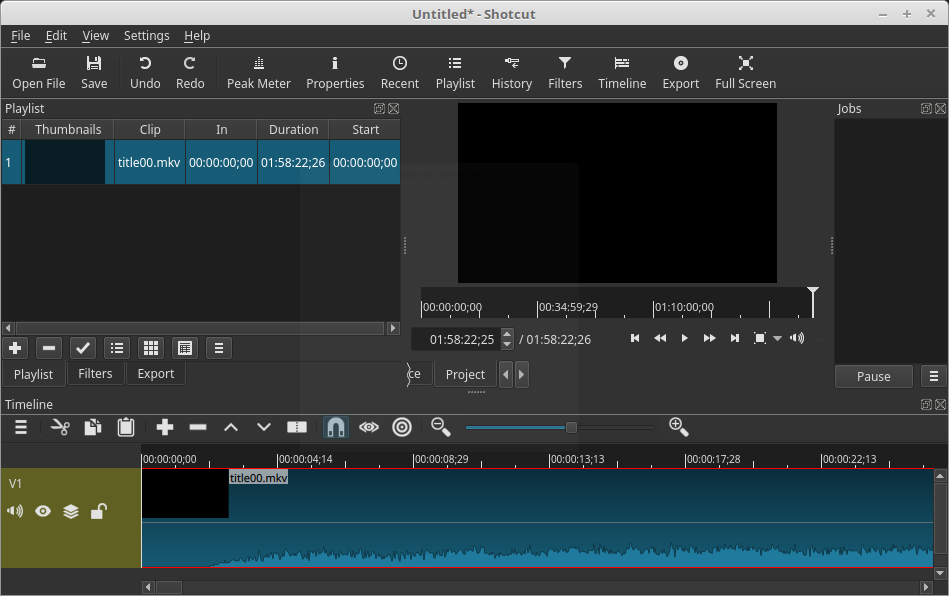 Untitled* - Shotcut
File Edit View Settings Help
Open File Save Undo Redo Peak Meter Properties Recent Playlist History Filters Timeline Export Full Screen
Playlist
Jobs
# Thumbnails Clip In Duration Start
1 title00.mkv 00:00:00;00 01:58:22;26 00:00:00;00
00:00:00;00 00:34:59;29 01:10:00;00
01:58:22;25 / 01:58:22;26
Playlist Filters Export
ce Project
Pause
Timeline
00:00:00;00 00:00:04;14 00:00:08;29 00:00:13;13 00:00:17;28 00:00:22;13
title00.mkv
V1